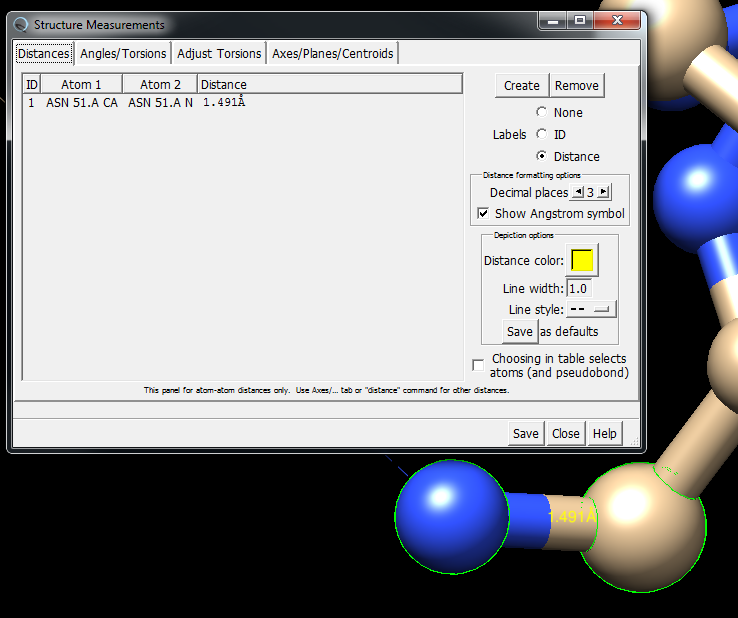 Structure Measurements
Distances Angles/Torsions Adjust Torsions Axes/Planes/Centroids
ID Atom 1 Atom 2 Distance
1 ASN 51.A CA ASN 51.A N 1.491Å
Create Remove
None
Labels ID
Distance
Distance formatting options
Decimal places 3
Show Angstrom symbol
Depiction options
Distance color:
Line width: 1.0
Line style: --
Save as defaults
Choosing in table selects
atoms (and pseudobond)
This panel for atom-atom distances only. Use Axes/... tab or "distance" command for other distances.
Save Close Help
1.491Å